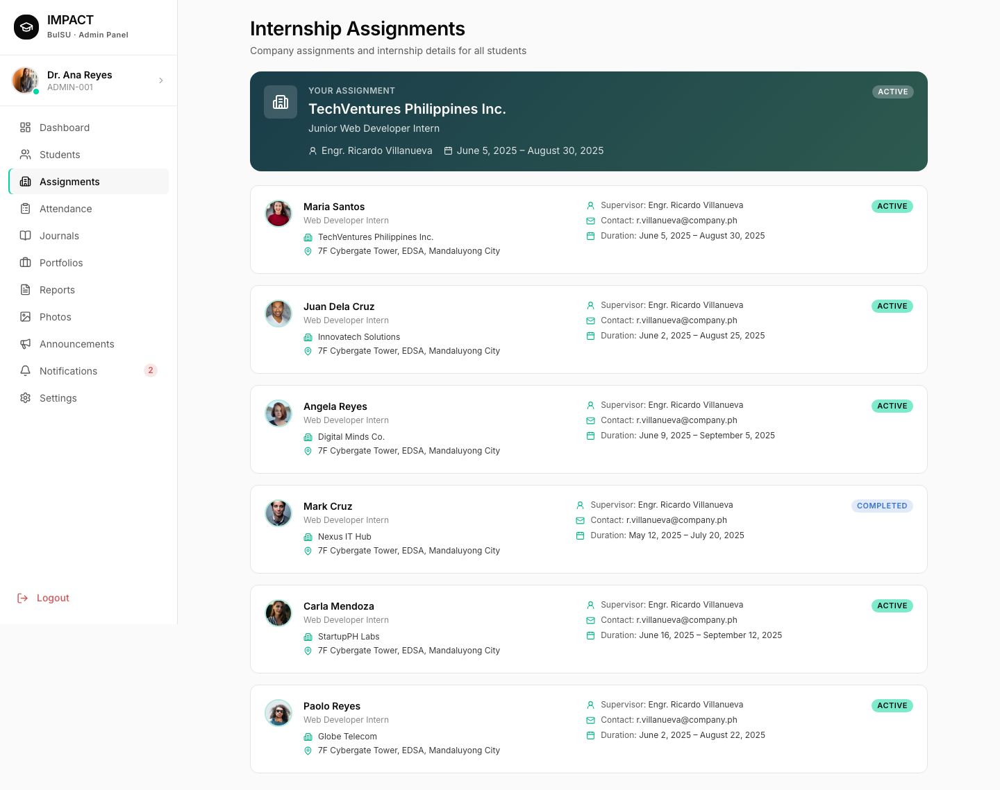 IMPACT
BulSU · Admin Panel
Dr. Ana Reyes
ADMIN-001
Dashboard
Students
Assignments
Attendance
Journals
Portfolios
Reports
Photos
Announcements
Notifications 2
Settings
Logout
Internship Assignments
Company assignments and internship details for all students
YOUR ASSIGNMENT
ACTIVE
TechVentures Philippines Inc.
Junior Web Developer Intern
Engr. Ricardo Villanueva June 5, 2025 – August 30, 2025
Maria Santos
Web Developer Intern
TechVentures Philippines Inc.
7F Cybergate Tower, EDSA, Mandaluyong City
Supervisor: Engr. Ricardo Villanueva
Contact: r.villanueva@company.ph
Duration: June 5, 2025 – August 30, 2025
ACTIVE
Juan Dela Cruz
Web Developer Intern
Innovatech Solutions
7F Cybergate Tower, EDSA, Mandaluyong City
Supervisor: Engr. Ricardo Villanueva
Contact: r.villanueva@company.ph
Duration: June 2, 2025 – August 25, 2025
ACTIVE
Angela Reyes
Web Developer Intern
Digital Minds Co.
7F Cybergate Tower, EDSA, Mandaluyong City
Supervisor: Engr. Ricardo Villanueva
Contact: r.villanueva@company.ph
Duration: June 9, 2025 – September 5, 2025
ACTIVE
Mark Cruz
Web Developer Intern
Nexus IT Hub
7F Cybergate Tower, EDSA, Mandaluyong City
Supervisor: Engr. Ricardo Villanueva
Contact: r.villanueva@company.ph
Duration: May 12, 2025 – July 20, 2025
COMPLETED
Carla Mendoza
Web Developer Intern
StartupPH Labs
7F Cybergate Tower, EDSA, Mandaluyong City
Supervisor: Engr. Ricardo Villanueva
Contact: r.villanueva@company.ph
Duration: June 16, 2025 – September 12, 2025
ACTIVE
Paolo Reyes
Web Developer Intern
Globe Telecom
7F Cybergate Tower, EDSA, Mandaluyong City
Supervisor: Engr. Ricardo Villanueva
Contact: r.villanueva@company.ph
Duration: June 2, 2025 – August 22, 2025
ACTIVE